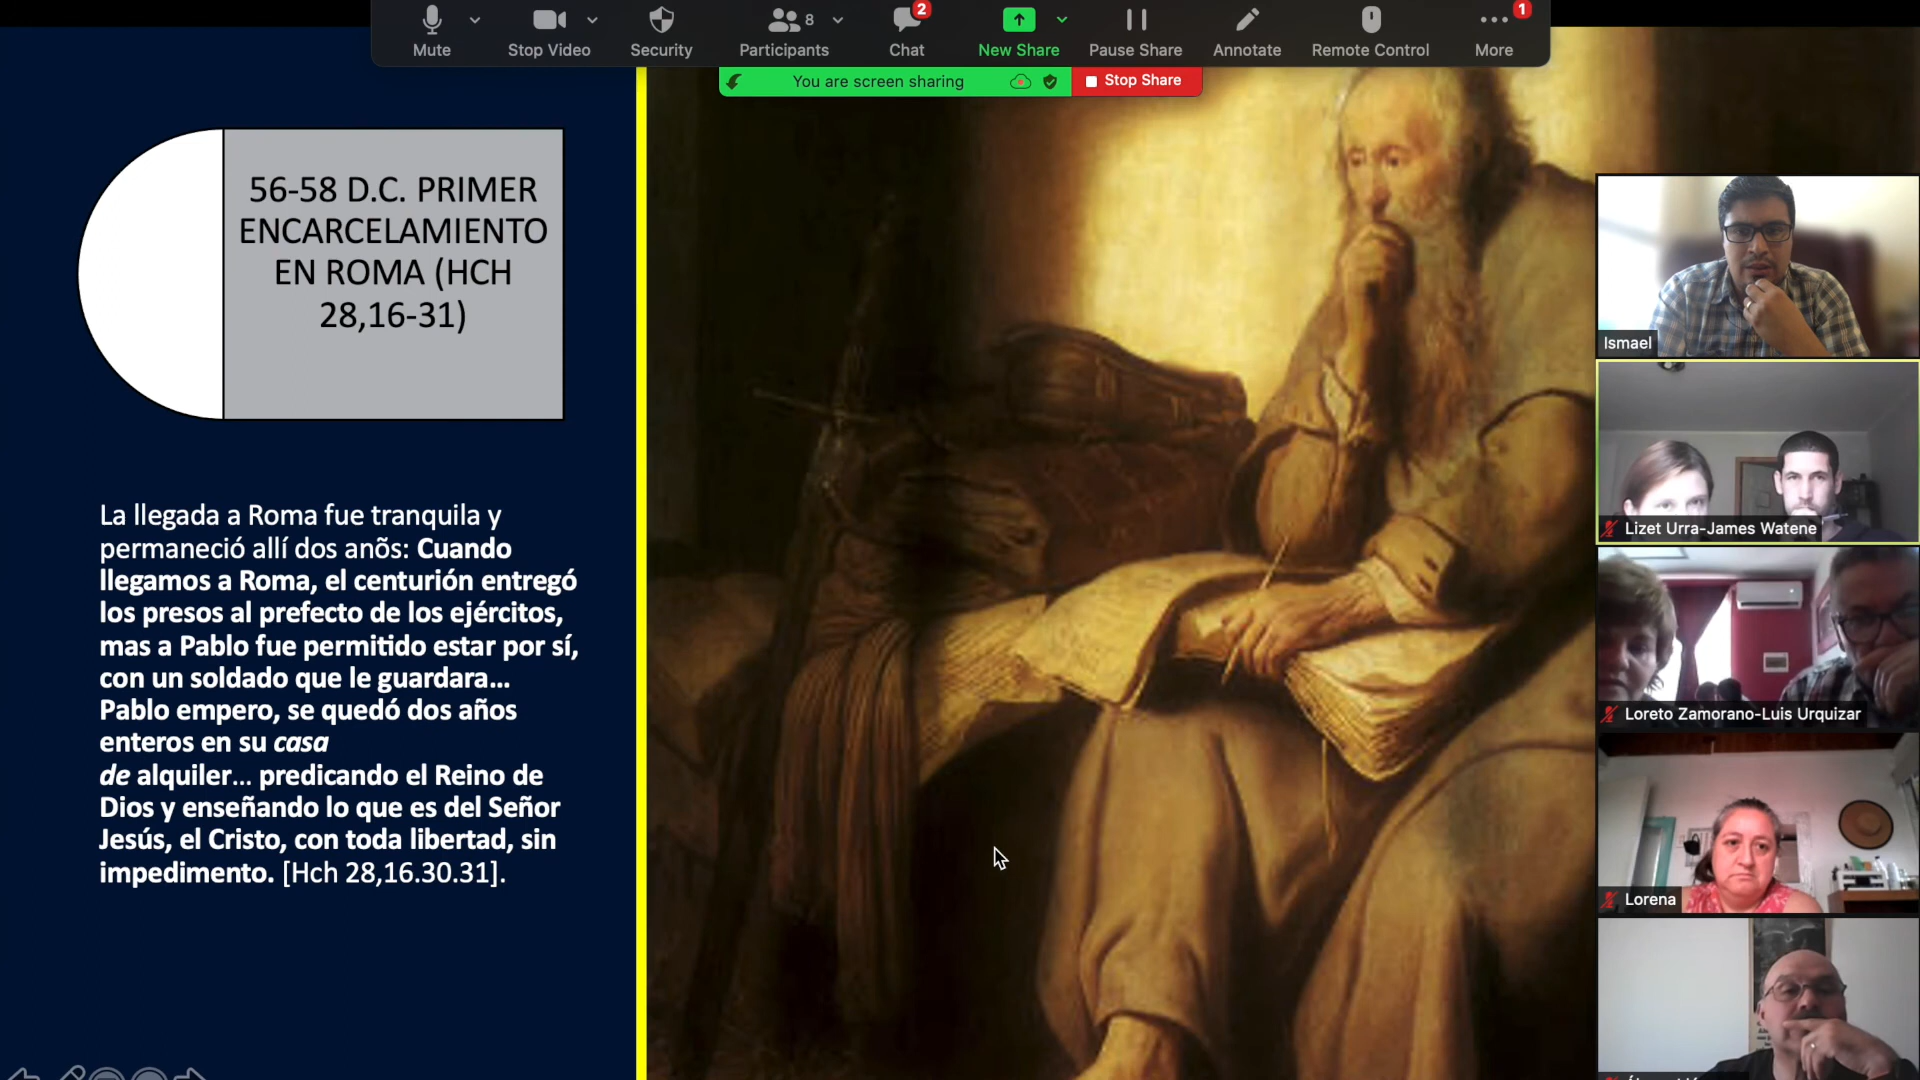 Mute
Stop Video
Security
8
Participants
2
Chat
New Share
Pause Share
Annotate
Remote Control
1
More
You are screen sharing
Stop Share
56-58 D.C. PRIMER
ENCARCELAMIENTO
EN ROMA (HCH
28,16-31)
La llegada a Roma fue tranquila y
permaneció allí dos anõs: Cuando
llegamos a Roma, el centurión entregó
los presos al prefecto de los ejércitos,
mas a Pablo fue permitido estar por sí,
con un soldado que le guardara...
Pablo empero, se quedó dos años
enteros en su casa
de alquiler... predicando el Reino de
Dios y enseñando lo que es del Señor
Jesús, el Cristo, con toda libertad, sin
impedimento. [Hch 28,16.30.31].
Ismael
Lizet Urra-James Watene
Loreto Zamorano-Luis Urquizar
Lorena